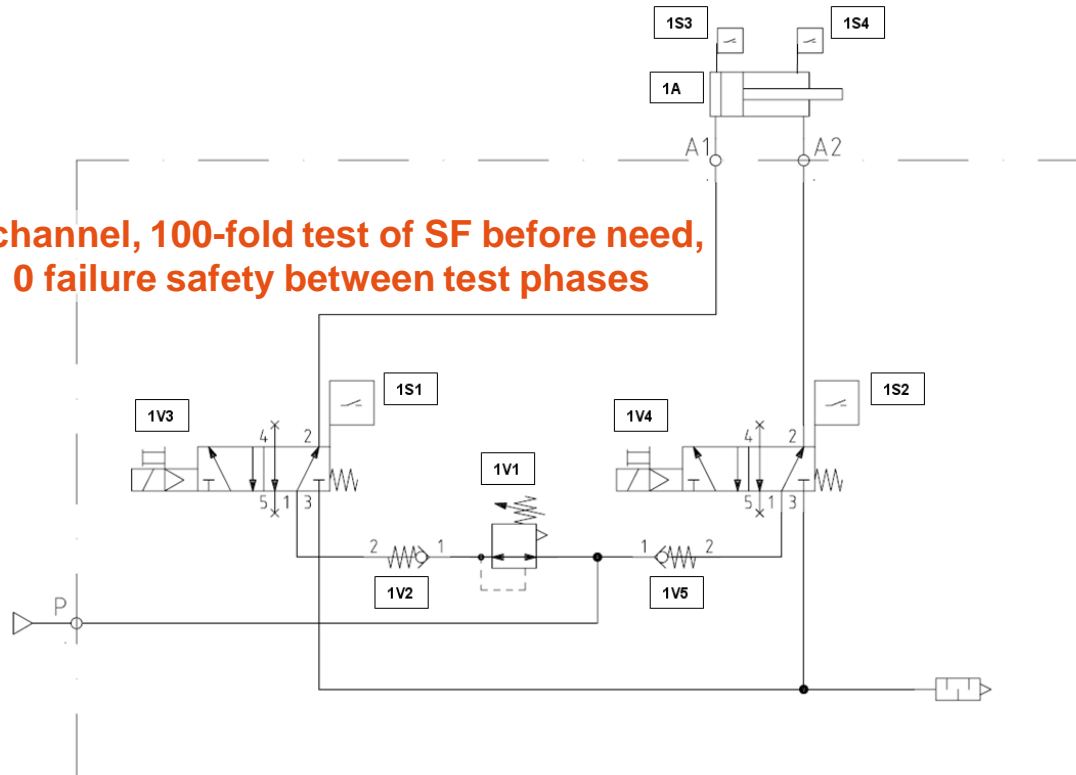 1S3
1S4
1A
A1
A2
channel, 100-fold test of SF before need,
0 failure safety between test phases
1S1
1S2
1V3
1V4
4 2
4 2
1V1
5 1 3
5 1 3
2 1
1 2
1V2
1V5
P